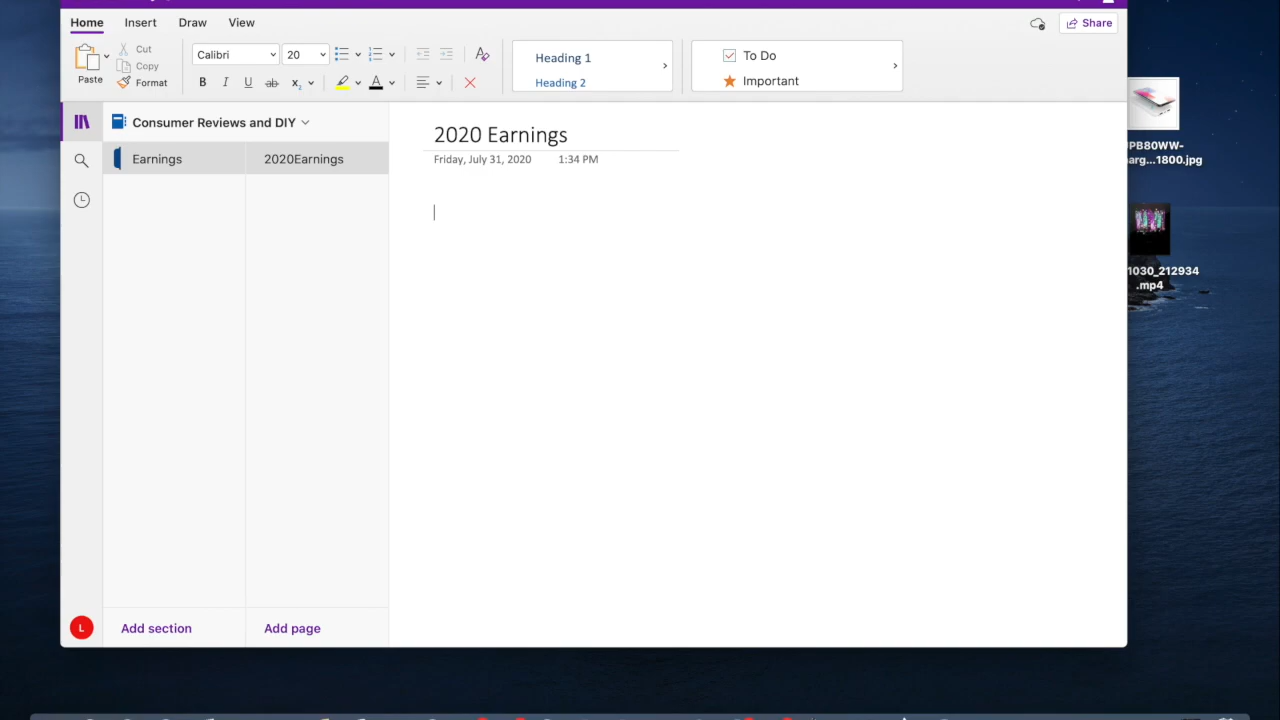 Home Insert Draw View Share
Paste
Cut
Copy
Format
Calibri 20
B I U ab x₂ A
Heading 1
Heading 2
To Do
Important
Consumer Reviews and DIY
Earnings
2020Earnings
2020 Earnings
Friday, July 31, 2020 1:34 PM
L
Add section
Add page
1800.jpg
1030_212934
.mp4